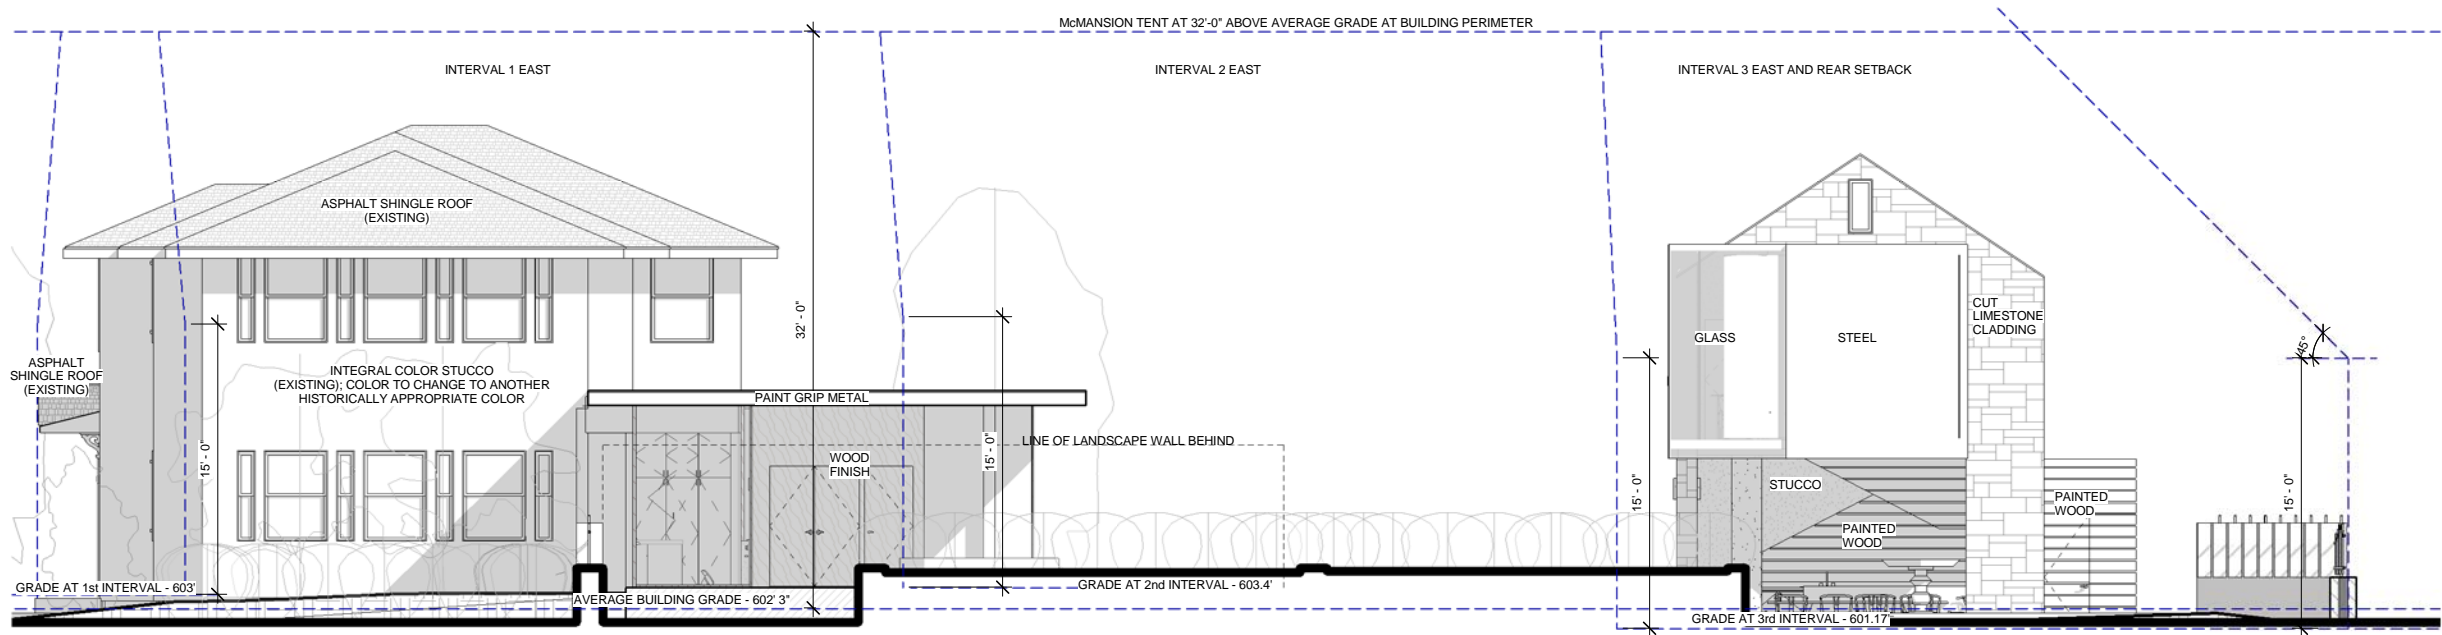 McMANSION TENT AT 32'-0" ABOVE AVERAGE GRADE AT BUILDING PERIMETER
INTERVAL 1 EAST
INTERVAL 2 EAST
INTERVAL 3 EAST AND REAR SETBACK
ASPHALT SHINGLE ROOF
(EXISTING)
32' - 0"
CUT
LIMESTONE
CLADDING
GLASS
STEEL
45°
ASPHALT
SHINGLE ROOF
(EXISTING)
INTEGRAL COLOR STUCCO
(EXISTING); COLOR TO CHANGE TO ANOTHER
HISTORICALLY APPROPRIATE COLOR
PAINT GRIP METAL
LINE OF LANDSCAPE WALL BEHIND
15' - 0"
WOOD
FINISH
15' - 0"
15' - 0"
STUCCO
PAINTED
WOOD
PAINTED
WOOD
15' - 0"
GRADE AT 1st INTERVAL - 603'
AVERAGE BUILDING GRADE - 602' 3"
GRADE AT 2nd INTERVAL - 603.4'
GRADE AT 3rd INTERVAL - 601.17'